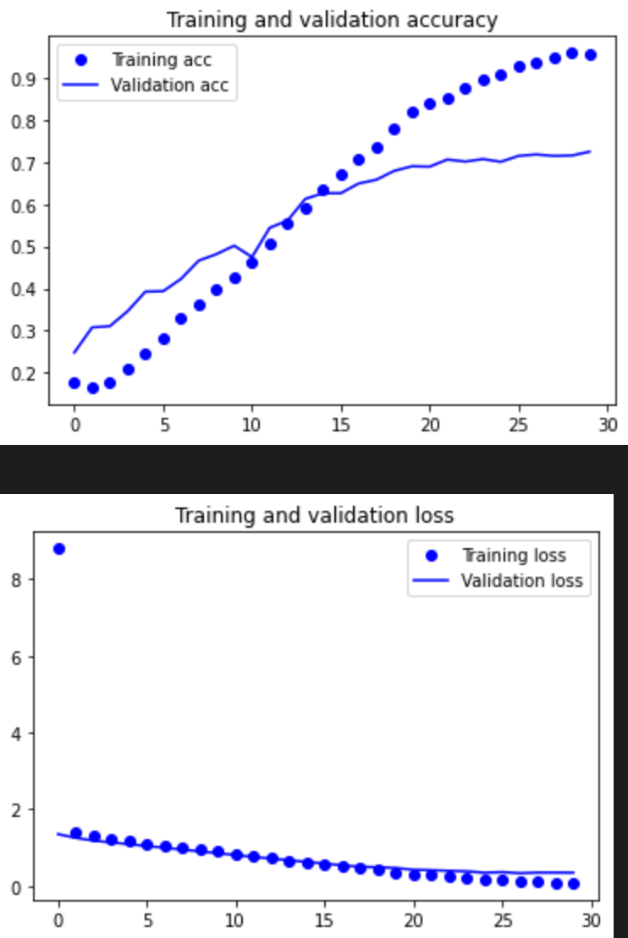 Training and validation accuracy
Training acc
Validation acc
0.9
0.8
0.7
0.6
0.5
0.4
0.3
0.2
0 5 10 15 20 25 30
Training and validation loss
Training loss
Validation loss
8
6
4
2
0
0 5 10 15 20 25 30